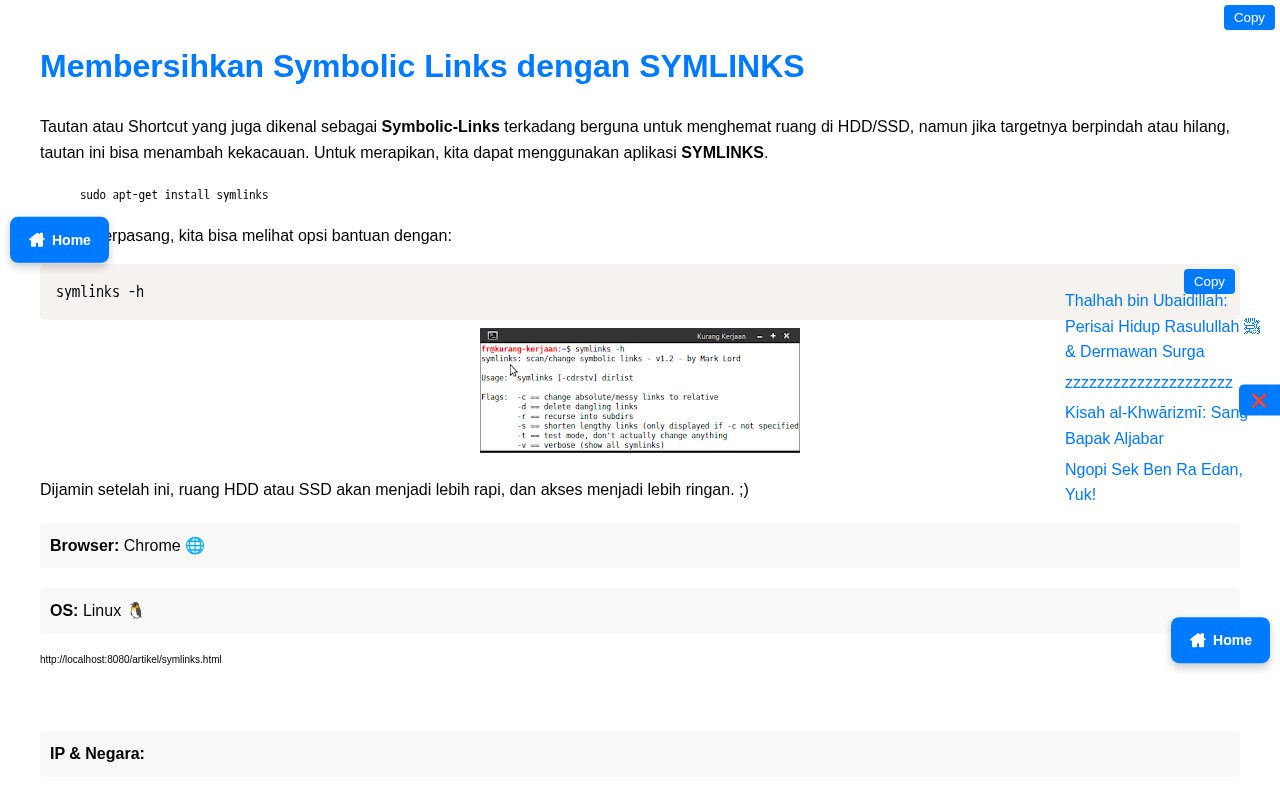 Copy
Membersihkan Symbolic Links dengan SYMLINKS
Tautan atau Shortcut yang juga dikenal sebagai Symbolic-Links terkadang berguna untuk menghemat ruang di HDD/SSD, namun jika targetnya berpindah atau hilang,
tautan ini bisa menambah kekacauan. Untuk merapikan, kita dapat menggunakan aplikasi SYMLINKS.
sudo apt-get install symlinks
Home
erpasang, kita bisa melihat opsi bantuan dengan:
Copy
symlinks -h
Thalhah bin Ubaidillah:
Perisai Hidup Rasulullah ﷺ
& Dermawan Surga
zzzzzzzzzzzzzzzzzzzzz
Kisah al-Khwārizmī: Sang
Bapak Aljabar
Ngopi Sek Ben Ra Edan,
Yuk!
Kurang Kerjaan
fr@kurang-kerjaan:~$ symlinks -h
symlinks: scan/change symbolic links - v1.2 - by Mark Lord
Usage: symlinks [-cdrstv] dirlist
Flags: -c == change absolute/messy links to relative
-d == delete dangling links
-r == recurse into subdirs
-s == shorten lengthy links (only displayed if -c not specified
-t == test mode, don't actually change anything
-v == verbose (show all symlinks)
Dijamin setelah ini, ruang HDD atau SSD akan menjadi lebih rapi, dan akses menjadi lebih ringan. ;)
Browser: Chrome 🌐
OS: Linux 🐧
Home
http://localhost:8080/artikel/symlinks.html
IP & Negara: